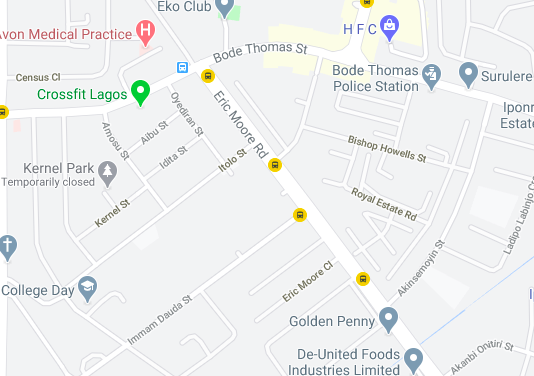 Eko Club
HFC
Avon Medical Practice
Bode Thomas St
Census Cl
Bode Thomas
Police Station
Surulere
Crossfit Lagos
Oyediran St
Eric Moore Rd
Iponr
Estate
Amosu St
Aibu St
Idita St
Itolo St
Bishop Howells St
Kernel Park
Temporarily closed
Kernel St
Royal Estate Rd
Ladipo Labinjo Cr
Akinsemoyin St
College Day
Eric Moore Cl
Immam Dauda St
Golden Penny
Akanbi Onitiri St
De-United Foods
Industries Limited